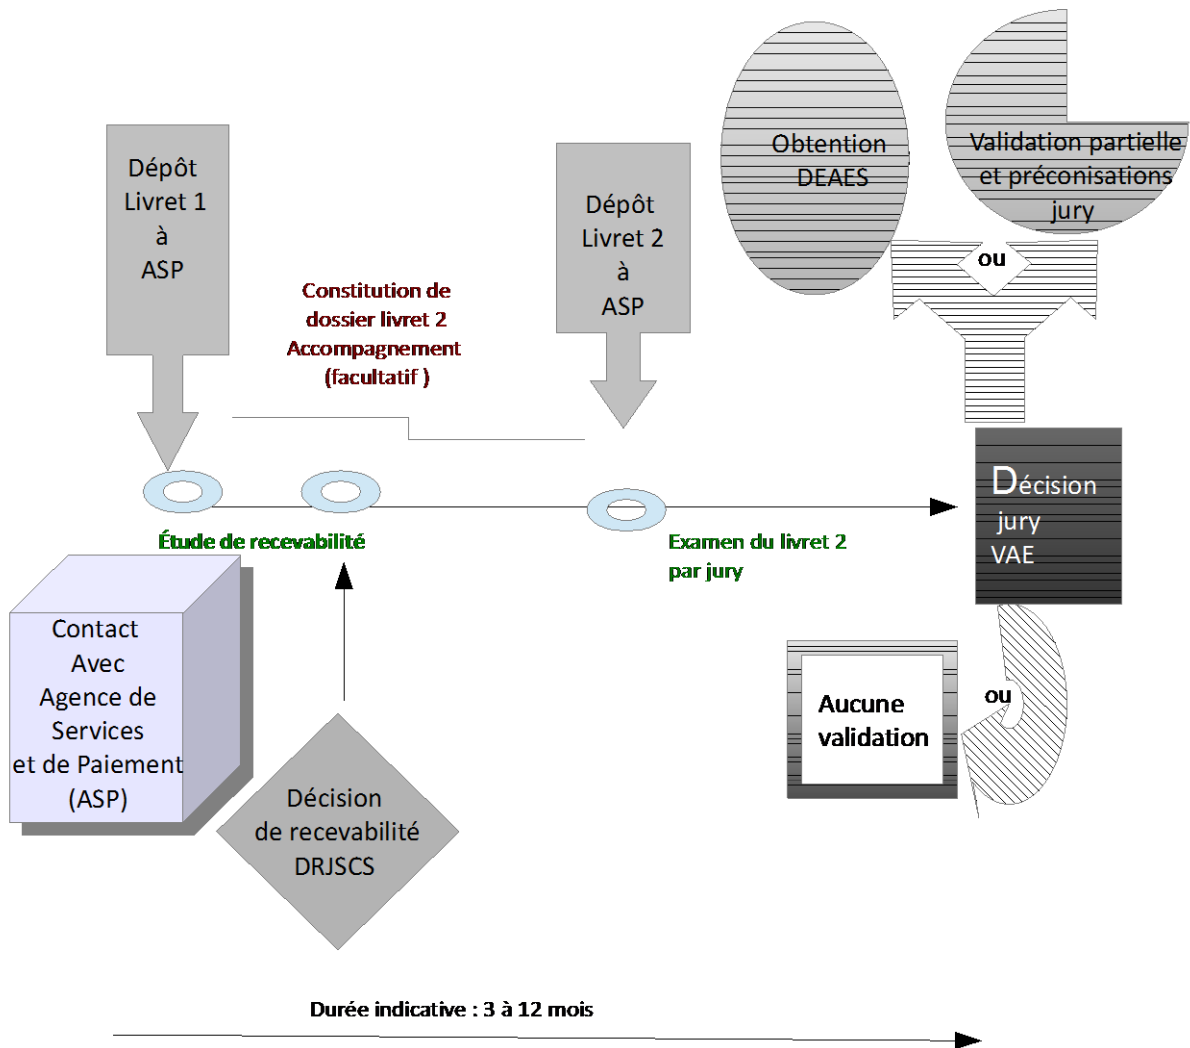 Dépôt
Livret 1
à
ASP
Constitution de
dossier livret 2
Accompagnement
(facultatif )
Dépôt
Livret 2
à
ASP
Obtention
DEAES
Validation partielle
et préconisations
jury
ou
Étude de recevabilité
Examen du livret 2
par jury
Décision
jury
VAE
Contact
Avec
Agence de
Services
et de Paiement
(ASP)
Décision
de recevabilité
DRJSCS
Aucune
validation
ou
Durée indicative : 3 à 12 mois